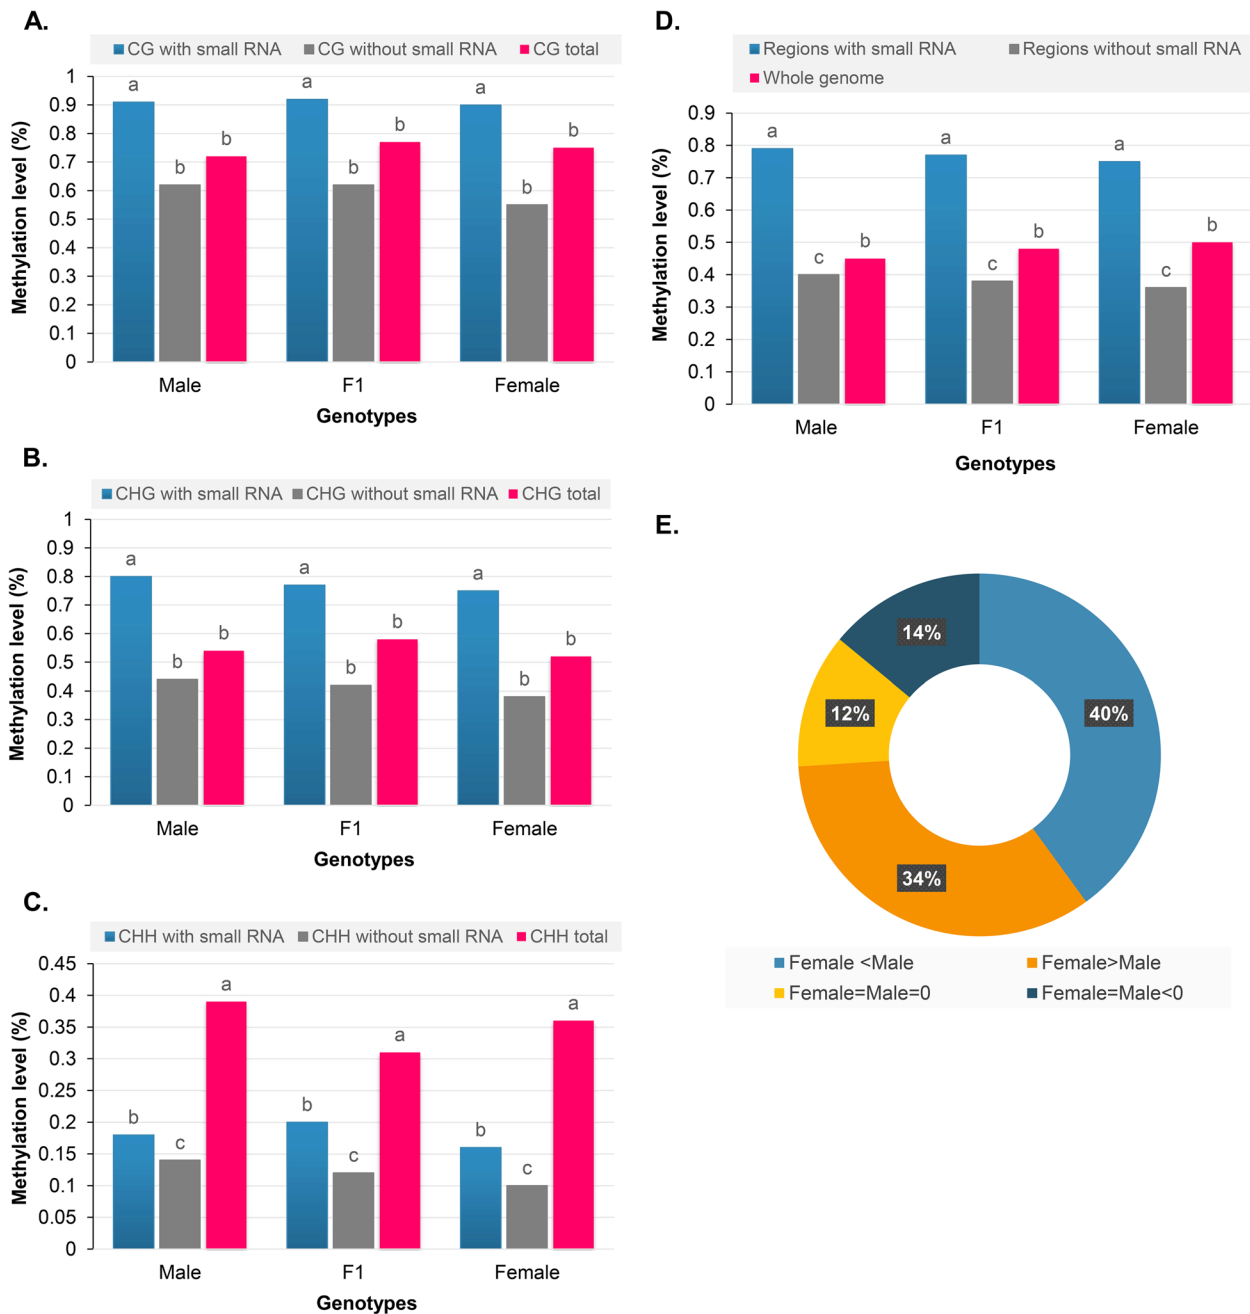 A.
CG with small RNA CG without small RNA CG total
Methylation level (%)
1
0.9
0.8
0.7
0.6
0.5
0.4
0.3
0.2
0.1
0
a b b a b b a b b
Male F1 Female
Genotypes
B.
CHG with small RNA CHG without small RNA CHG total
Methylation level (%)
1
0.9
0.8
0.7
0.6
0.5
0.4
0.3
0.2
0.1
0
a b b a b b a b b
Male F1 Female
Genotypes
C.
CHH with small RNA CHH without small RNA CHH total
Methylation level (%)
0.45
0.4
0.35
0.3
0.25
0.2
0.15
0.1
0.05
0
b c a b c a b c a
Male F1 Female
Genotypes
D.
Regions with small RNA Regions without small RNA
Whole genome
Methylation level (%)
0.9
0.8
0.7
0.6
0.5
0.4
0.3
0.2
0.1
0
a c b a c b a c b
Male F1 Female
Genotypes
E.
14%
12% 40%
34%
Female <Male Female>Male
Female=Male=0 Female=Male<0